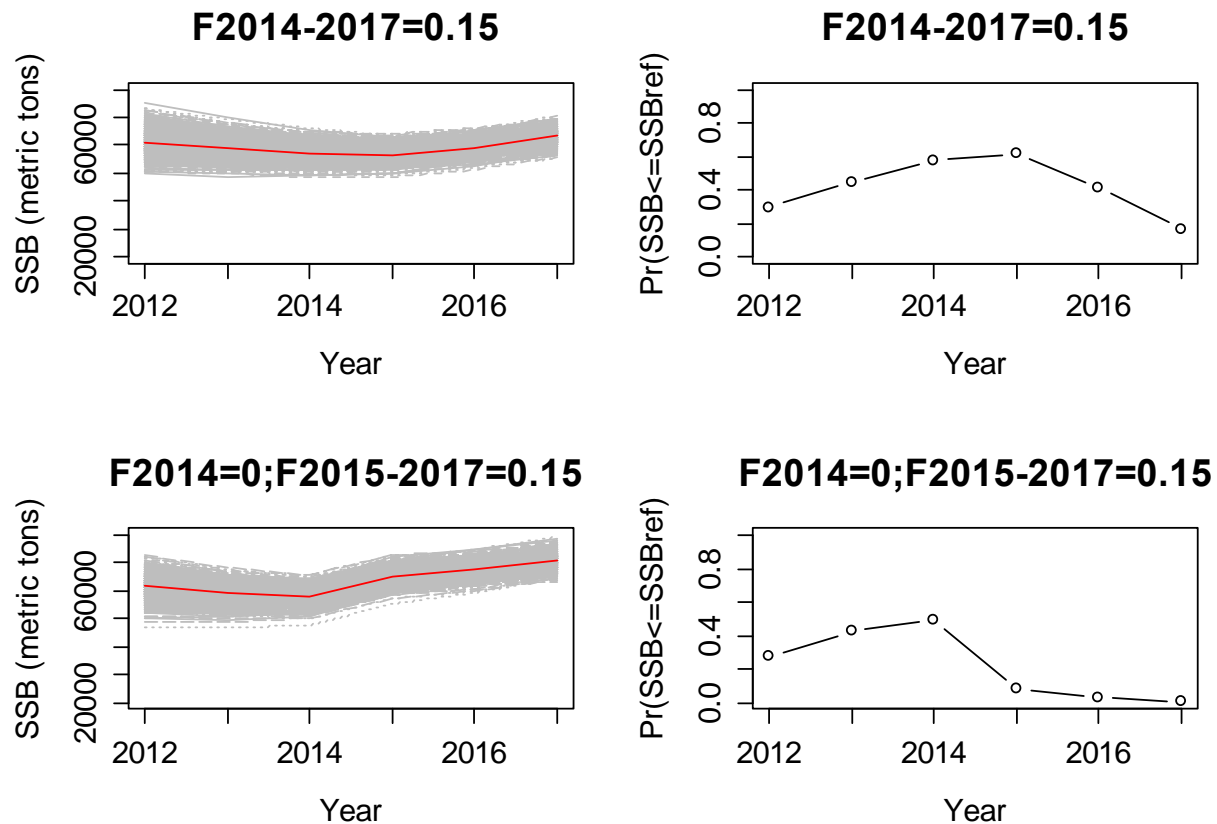 F2014-2017=0.15
SSB (metric tons)
20000 60000
2012 2014 2016
Year
F2014-2017=0.15
Pr(SSB<=SSBref)
0.0 0.4 0.8
2012 2014 2016
Year
F2014=0;F2015-2017=0.15
SSB (metric tons)
20000 60000
2012 2014 2016
Year
F2014=0;F2015-2017=0.15
Pr(SSB<=SSBref)
0.0 0.4 0.8
2012 2014 2016
Year